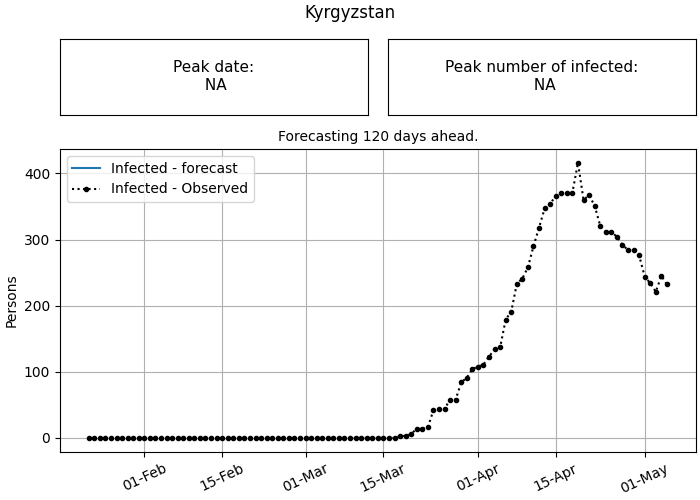 Kyrgyzstan
Peak date:
NA
Peak number of infected:
NA
Forecasting 120 days ahead.
Infected - forecast
Infected - Observed
Persons
400
300
200
100
0
01-Feb
15-Feb
01-Mar
15-Mar
01-Apr
15-Apr
01-May